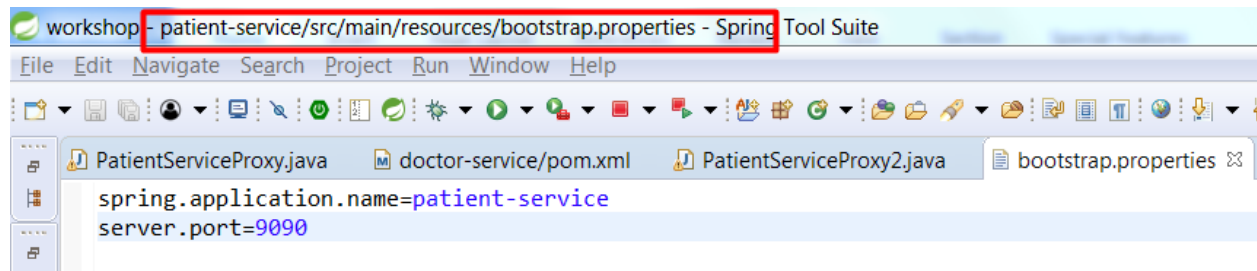 workshop - patient-service/src/main/resources/bootstrap.properties - Spring Tool Suite
File Edit Navigate Search Project Run Window Help
PatientServiceProxy.java doctor-service/pom.xml PatientServiceProxy2.java bootstrap.properties
spring.application.name=patient-service
server.port=9090